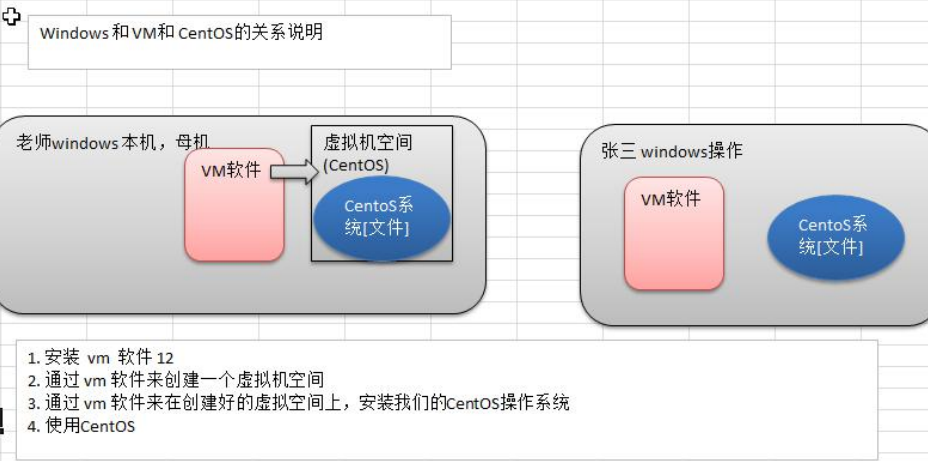 Windows 和 VM和 CentOS的关系说明
老师windows 本机，母机
虚拟机空间
(CentOS)
VM软件
CentoS系
统[文件]
张三 windows操作
VM软件
CentoS系
统[文件]
1. 安装 vm 软件 12
2. 通过 vm 软件来创建一个虚拟机空间
3. 通过 vm 软件来在创建好的虚拟空间上，安装我们的CentOS操作系统
4. 使用CentOS